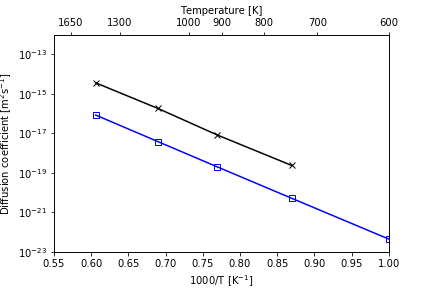 Temperature [K]
1650 1300 1000 900 800 700 600
Diffusion coefficient [m²s⁻¹]
10⁻¹³
10⁻¹⁵
10⁻¹⁷
10⁻¹⁹
10⁻²¹
10⁻²³
0.55 0.60 0.65 0.70 0.75 0.80 0.85 0.90 0.95 1.00
1000/T [K⁻¹]